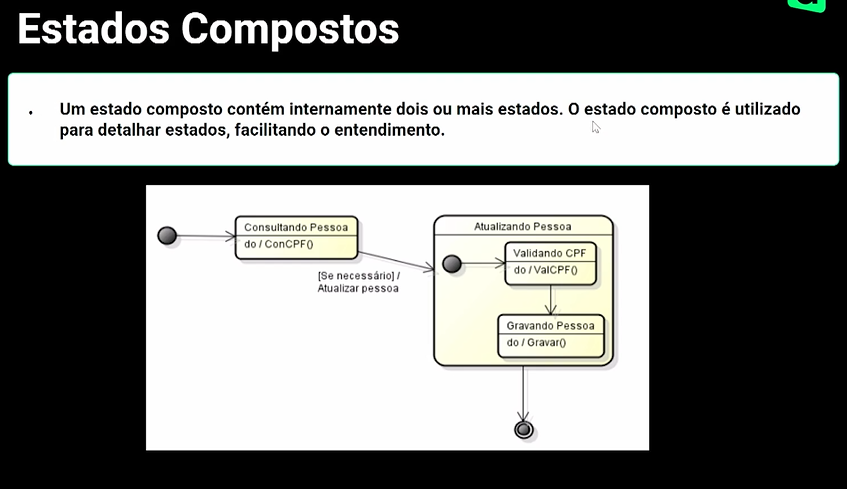 Estados Compostos
Um estado composto contém internamente dois ou mais estados. O estado composto é utilizado
para detalhar estados, facilitando o entendimento.
Consultando Pessoa
do / ConCPF()
[Se necessário] /
Atualizar pessoa
Atualizando Pessoa
Validando CPF
do / ValCPF()
Gravando Pessoa
do / Gravar()